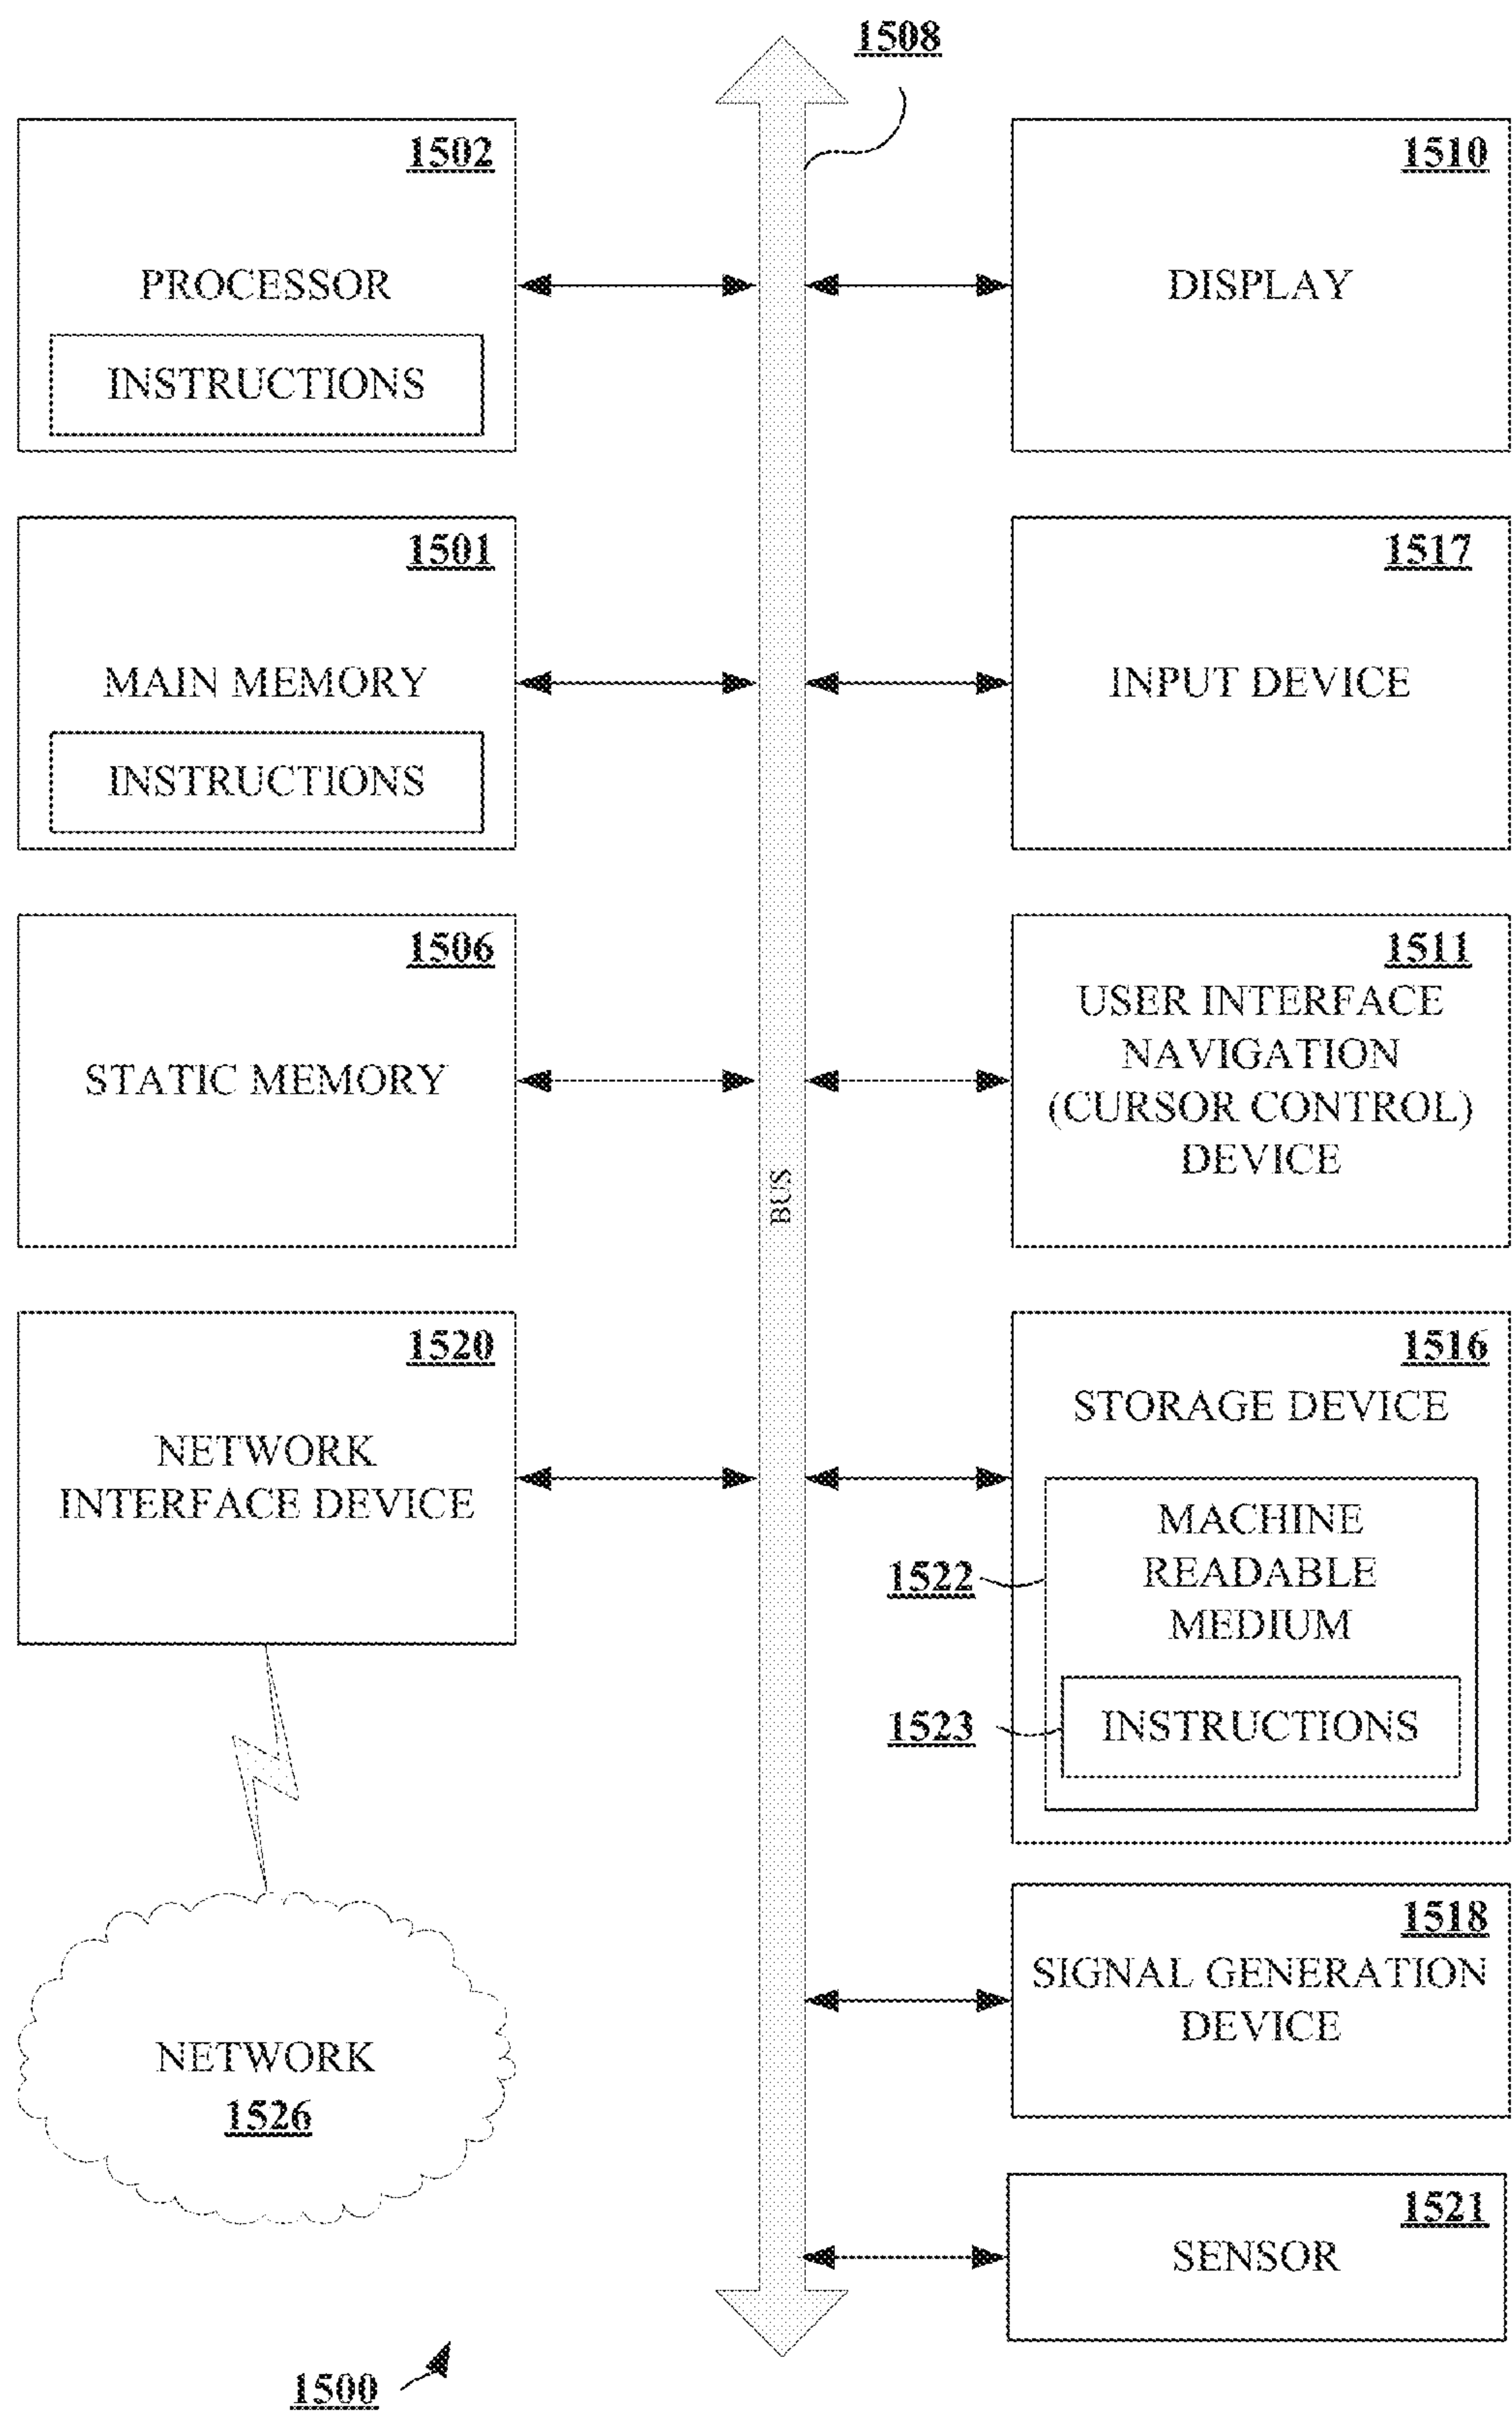 1508
1502
PROCESSOR
INSTRUCTIONS
1510
DISPLAY
1501
MAIN MEMORY
INSTRUCTIONS
1517
INPUT DEVICE
1506
STATIC MEMORY
1511
USER INTERFACE
NAVIGATION
(CURSOR CONTROL)
DEVICE
BUS
1520
NETWORK
INTERFACE DEVICE
1516
STORAGE DEVICE
MACHINE
READABLE
MEDIUM
1522
INSTRUCTIONS
1523
1518
SIGNAL GENERATION
DEVICE
NETWORK
1526
1521
SENSOR
1500